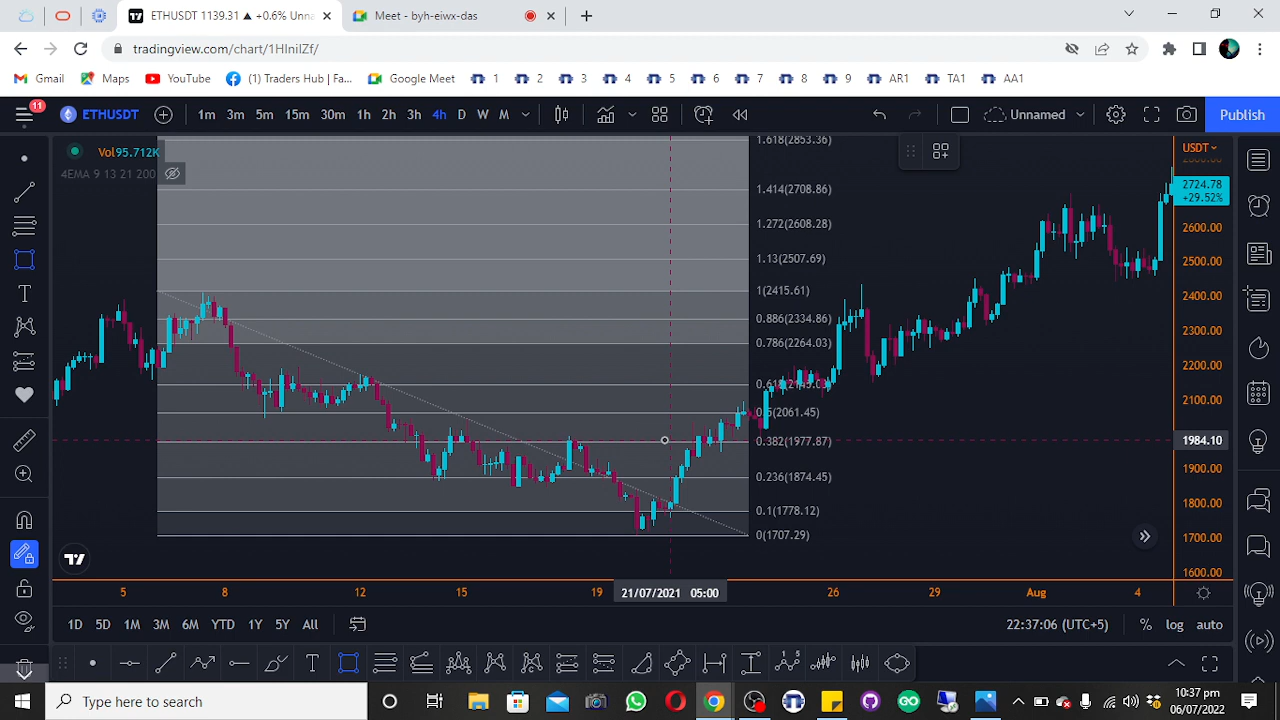 ETHUSDT 1139.31 ▲ +0.6% Unna
Meet - byh-eiwx-das
tradingview.com/chart/1HlnilZf/
Gmail
Maps
YouTube
(1) Traders Hub | Fa...
Google Meet
1
2
3
4
5
6
7
8
9
AR1
TA1
AA1
11
ETHUSDT
1m
3m
5m
15m
30m
1h
2h
3h
4h
D
W
M
Unnamed
Publish
Vol 95.712K
4EMA 9 13 21 200
1.618(2853.36)
1.414(2708.86)
1.272(2608.28)
1.13(2507.69)
1(2415.61)
0.886(2334.86)
0.786(2264.03)
0.5(2061.45)
0.382(1977.87)
0.236(1874.45)
0.1(1778.12)
0(1707.29)
USDT
2724.78
+29.52%
2600.00
2500.00
2400.00
2300.00
2200.00
2100.00
1984.10
1900.00
1800.00
1700.00
1600.00
5
8
12
15
19
21/07/2021 05:00
26
29
Aug
4
1D
5D
1M
3M
6M
YTD
1Y
5Y
All
22:37:06 (UTC+5)
%
log
auto
Type here to search
10:37 pm
06/07/2022